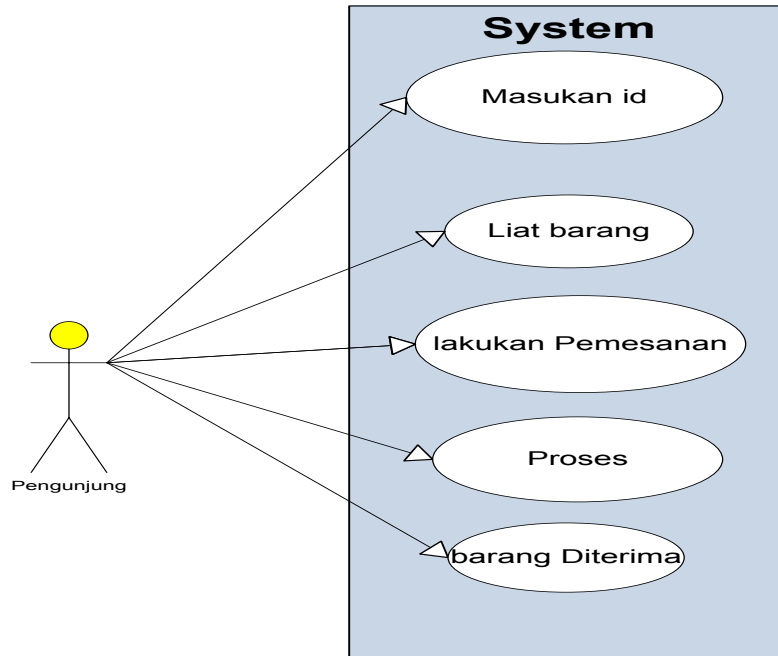 System
Masukan id
Liat barang
lakukan Pemesanan
Proses
barang Diterima
Pengunjung